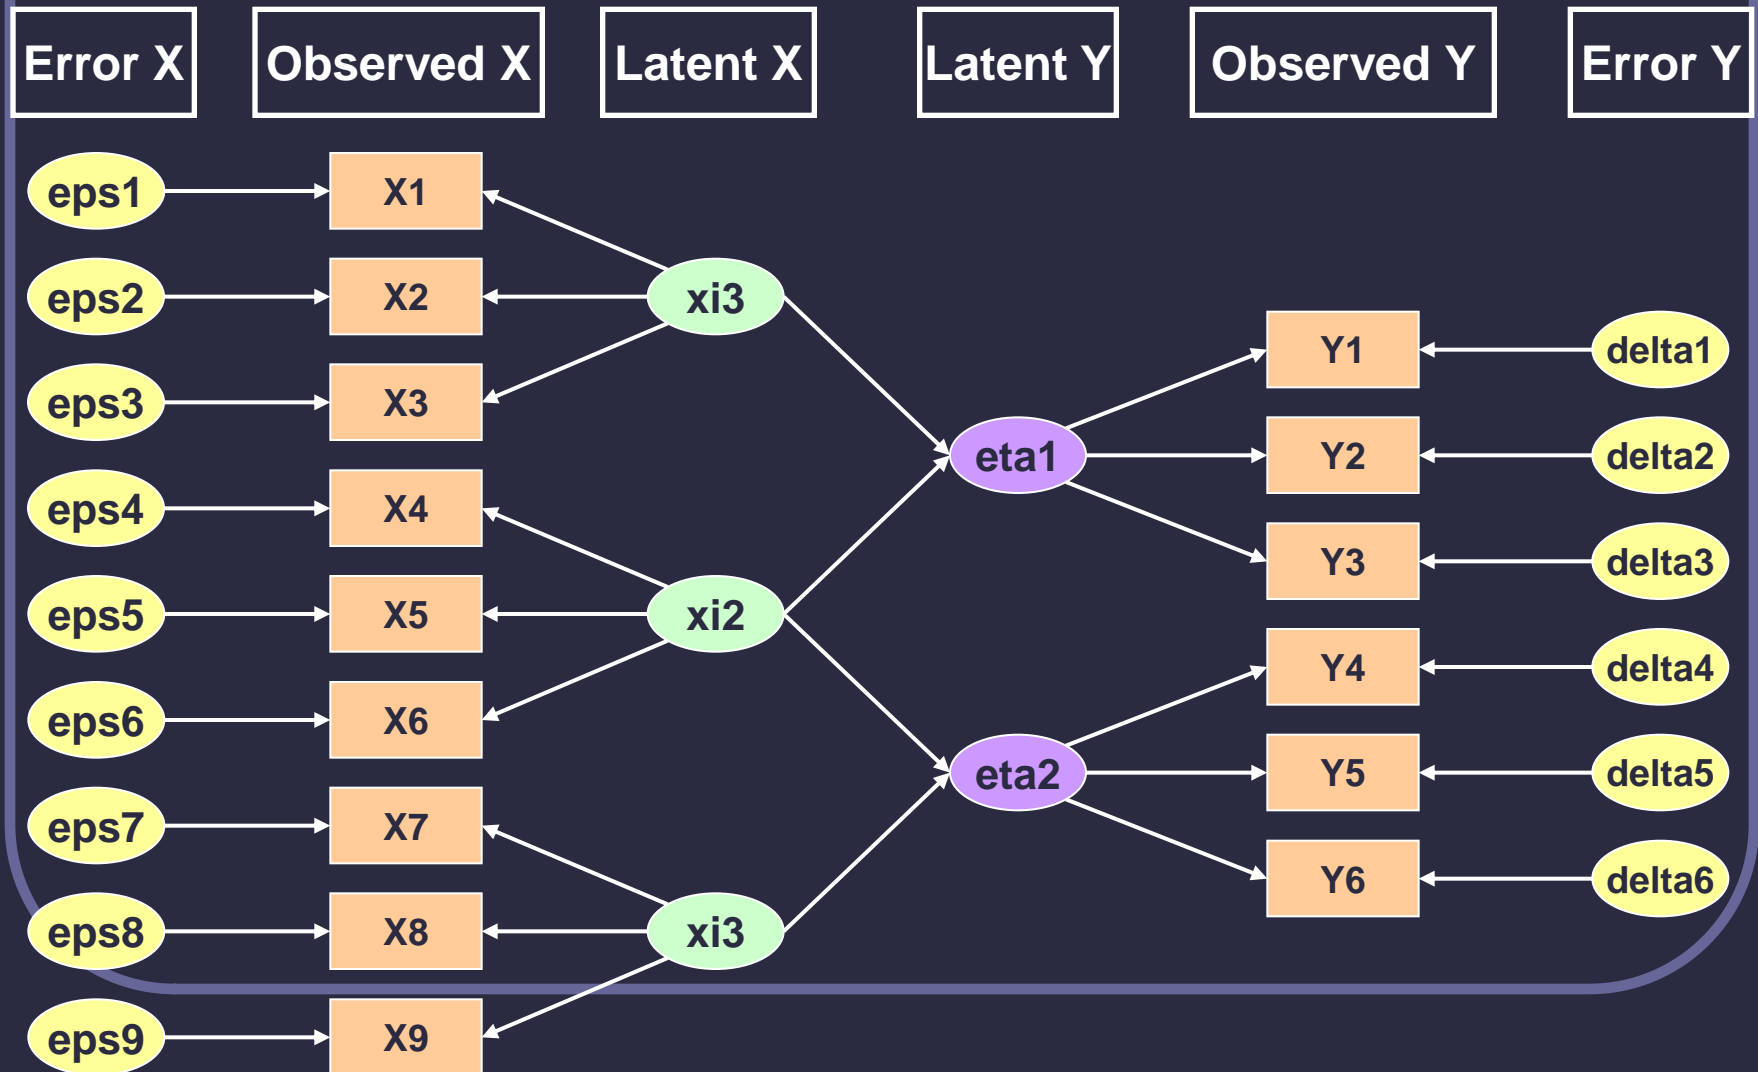 Error X
Observed X
Latent X
Latent Y
Observed Y
Error Y
eps1
X1
eps2
X2
xi3
eps3
X3
eps4
X4
eps5
X5
xi2
eps6
X6
eps7
X7
eps8
X8
xi3
eps9
X9
eta1
eta2
Y1
delta1
Y2
delta2
Y3
delta3
Y4
delta4
Y5
delta5
Y6
delta6